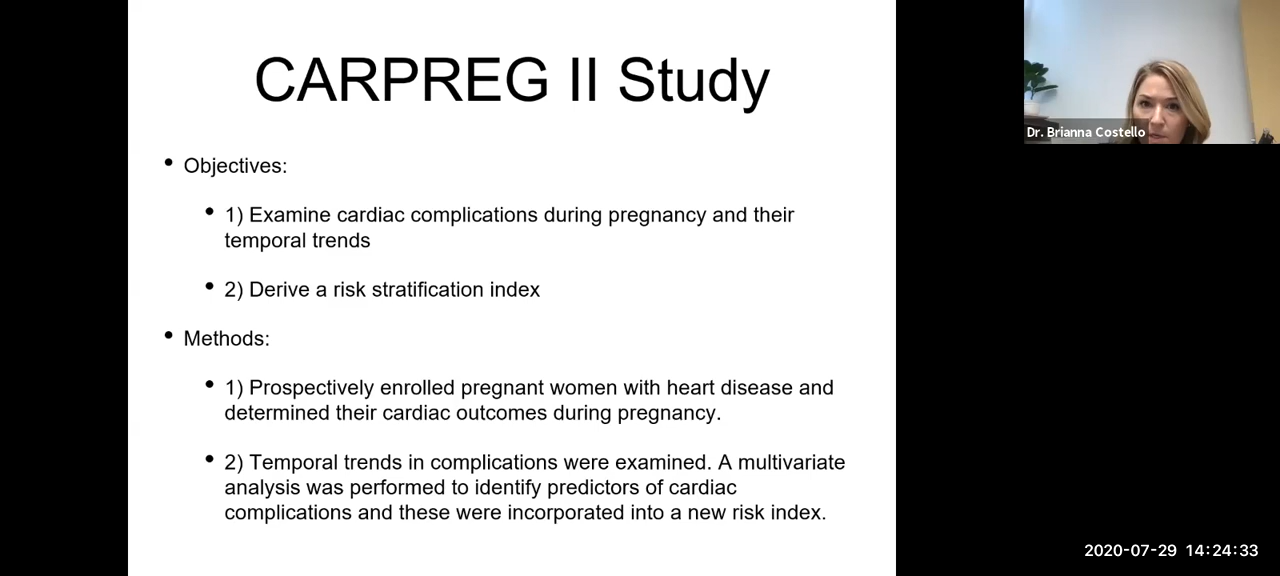 CARPREG II Study
• Objectives:
• 1) Examine cardiac complications during pregnancy and their
temporal trends
• 2) Derive a risk stratification index
• Methods:
• 1) Prospectively enrolled pregnant women with heart disease and
determined their cardiac outcomes during pregnancy.
• 2) Temporal trends in complications were examined. A multivariate
analysis was performed to identify predictors of cardiac
complications and these were incorporated into a new risk index.
Dr. Brianna Costello
2020-07-29 14:24:33